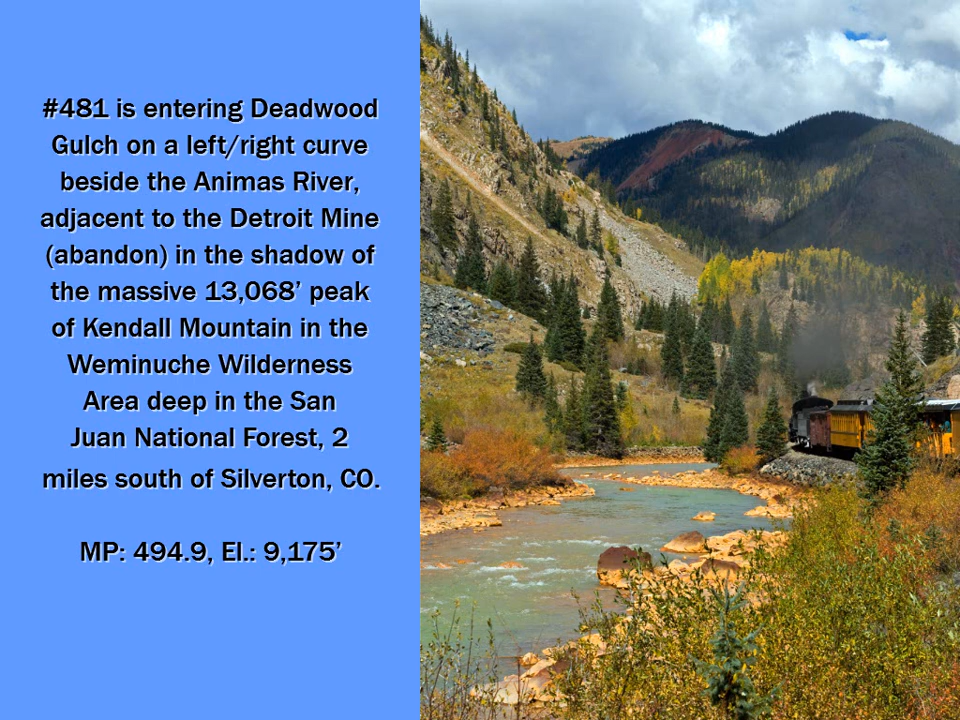 #481 is entering Deadwood
Gulch on a left/right curve
beside the Animas River,
adjacent to the Detroit Mine
(abandon) in the shadow of
the massive 13,068’ peak
of Kendall Mountain in the
Weminuche Wilderness
Area deep in the San
Juan National Forest, 2
miles south of Silverton, CO.
MP: 494.9, El.: 9,175’